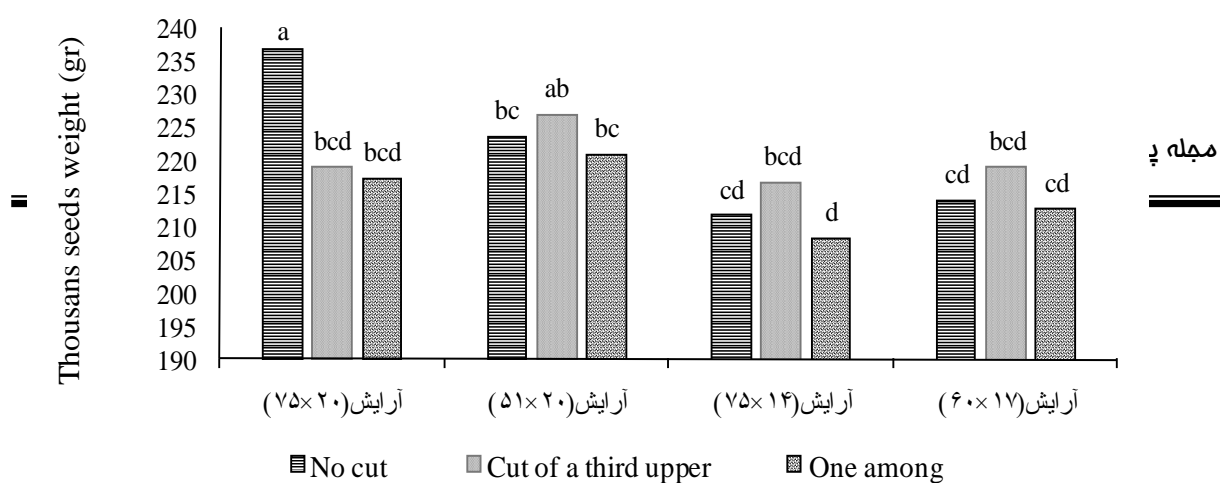 Thousans seeds weight (gr)
240
235
230
225
220
215
210
205
200
195
190
a
bcd
bcd
bc
ab
bc
cd
bcd
d
cd
bcd
cd
آرایش(۲۰×۷۵)
آرایش(۲۰×۵۱)
آرایش(۱۴×۷۵)
آرایش(۱۷×۶۰)
No cut
Cut of a third upper
One among
مجله پ